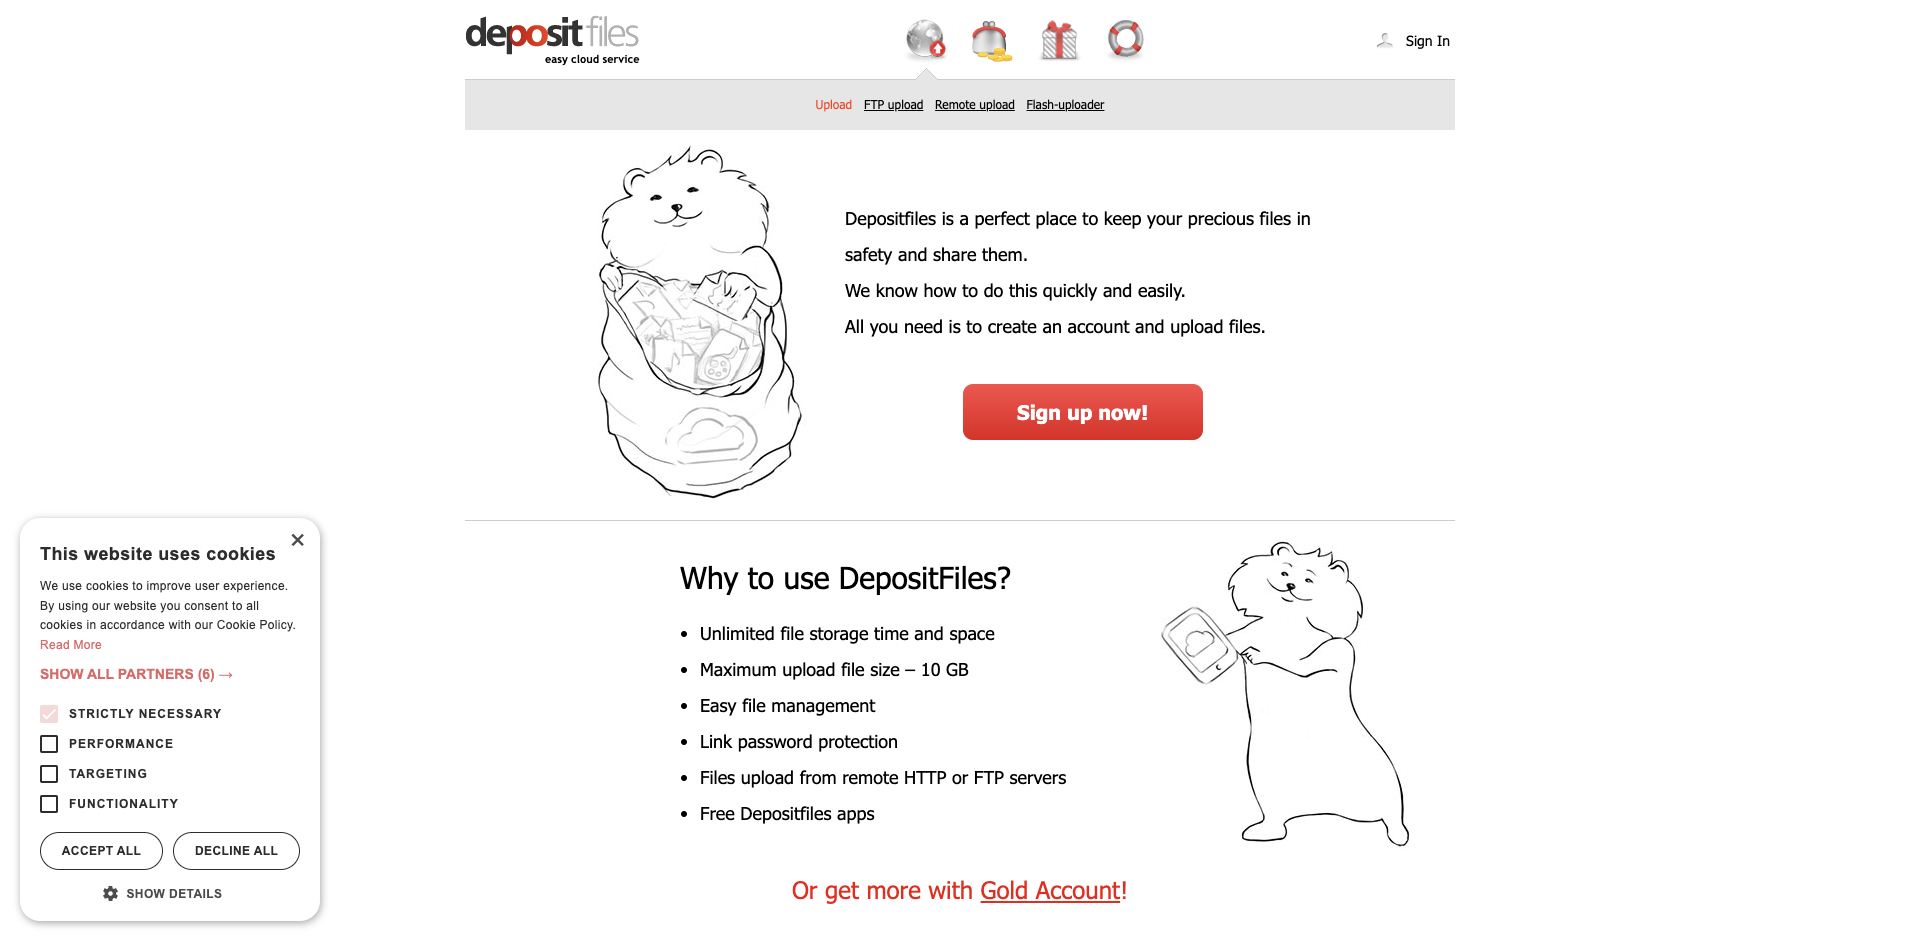 depositfiles
easy cloud service
Sign In
Upload FTP upload Remote upload Flash-uploader
Depositfiles is a perfect place to keep your precious files in
safety and share them.
We know how to do this quickly and easily.
All you need is to create an account and upload files.
Sign up now!
Why to use DepositFiles?
• Unlimited file storage time and space
• Maximum upload file size – 10 GB
• Easy file management
• Link password protection
• Files upload from remote HTTP or FTP servers
• Free Depositfiles apps
Or get more with Gold Account!
This website uses cookies
We use cookies to improve user experience.
By using our website you consent to all
cookies in accordance with our Cookie Policy.
Read More
SHOW ALL PARTNERS (6) →
STRICTLY NECESSARY
PERFORMANCE
TARGETING
FUNCTIONALITY
ACCEPT ALL DECLINE ALL
SHOW DETAILS